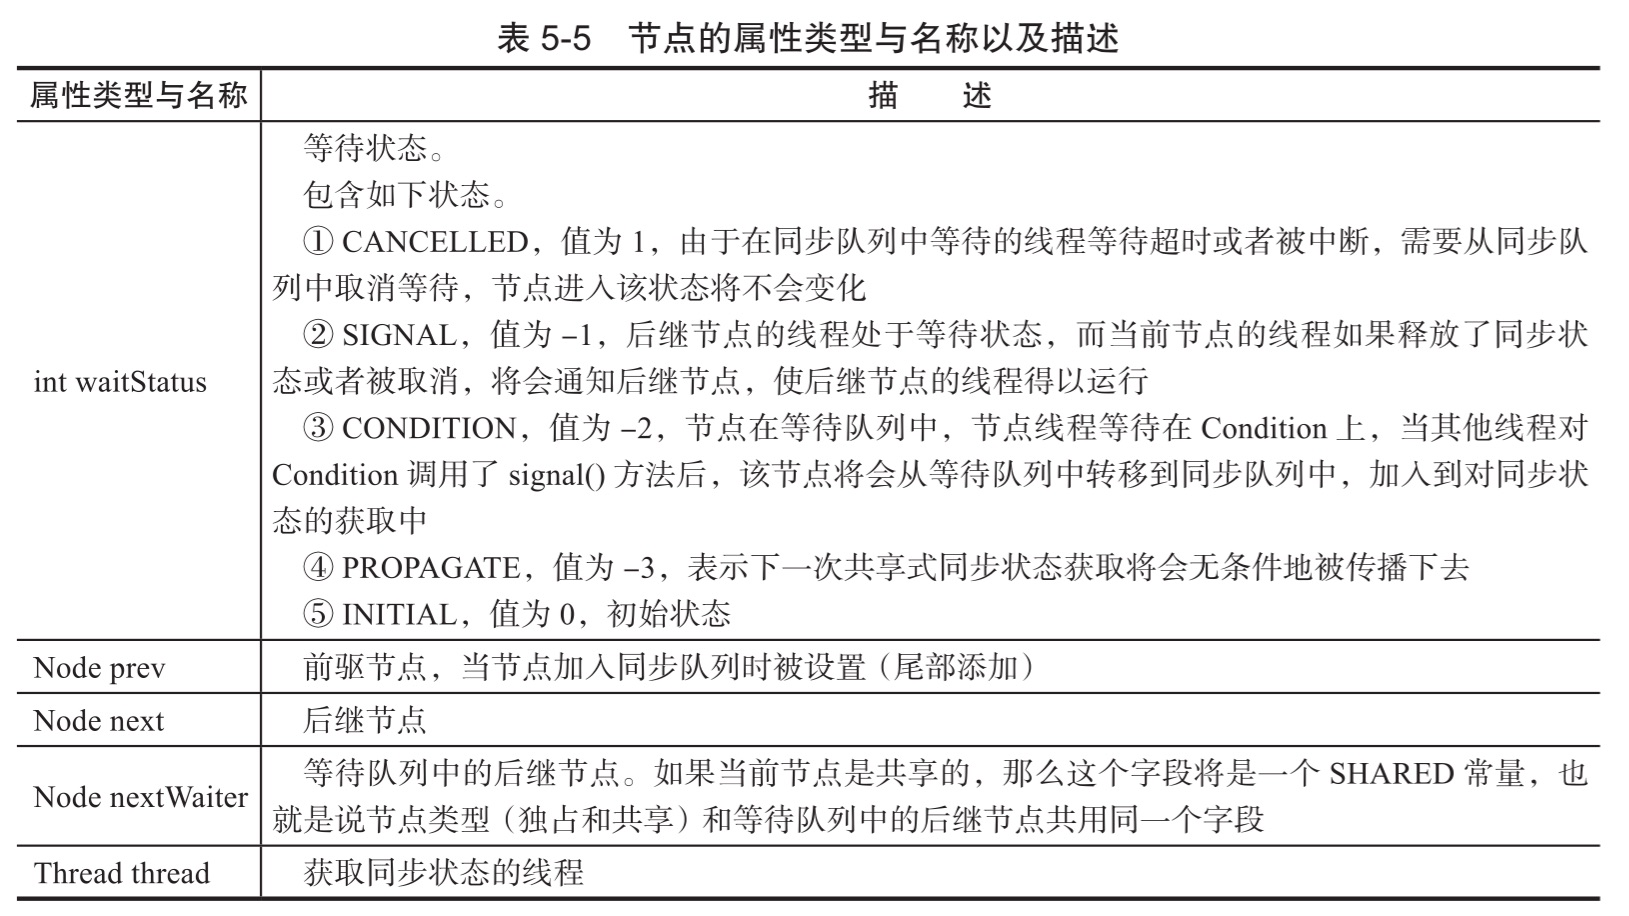 表 5-5 节点的属性类型与名称以及描述
属性类型与名称
描 述
int waitStatus
等待状态。
包含如下状态。
① CANCELLED，值为 1，由于在同步队列中等待的线程等待超时或者被中断，需要从同步队
列中取消等待，节点进入该状态将不会变化
② SIGNAL，值为 –1，后继节点的线程处于等待状态，而当前节点的线程如果释放了同步状
态或者被取消，将会通知后继节点，使后继节点的线程得以运行
③ CONDITION，值为 –2，节点在等待队列中，节点线程等待在 Condition 上，当其他线程对
Condition 调用了 signal() 方法后，该节点将会从等待队列中转移到同步队列中，加入到对同步状
态的获取中
④ PROPAGATE，值为 –3，表示下一次共享式同步状态获取将会无条件地被传播下去
⑤ INITIAL，值为 0，初始状态
Node prev
前驱节点，当节点加入同步队列时被设置（尾部添加）
Node next
后继节点
Node nextWaiter
等待队列中的后继节点。如果当前节点是共享的，那么这个字段将是一个 SHARED 常量，也
就是说节点类型（独占和共享）和等待队列中的后继节点共用同一个字段
Thread thread
获取同步状态的线程